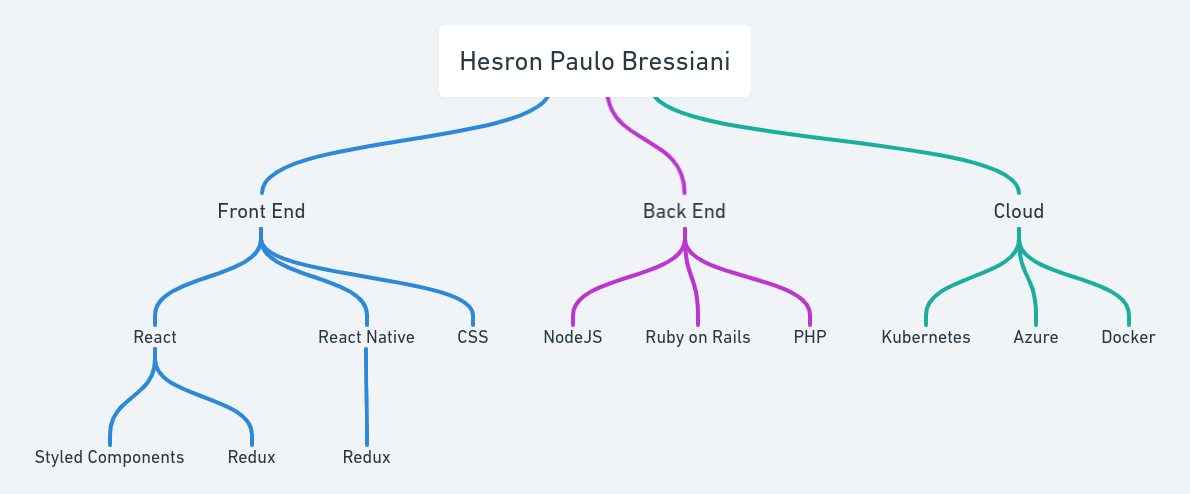 Hesron Paulo Bressiani
Front End
Back End
Cloud
React
React Native
CSS
NodeJS
Ruby on Rails
PHP
Kubernetes
Azure
Docker
Styled Components
Redux
Redux